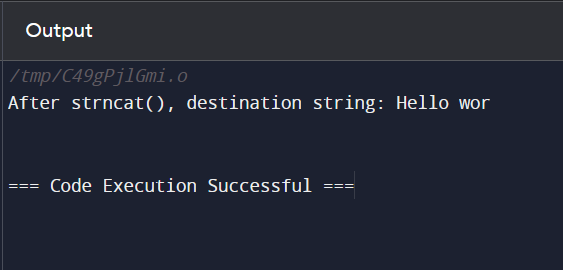 Output
/tmp/C49gPjlGmi.o
After strncat(), destination string: Hello wor
=== Code Execution Successful ===